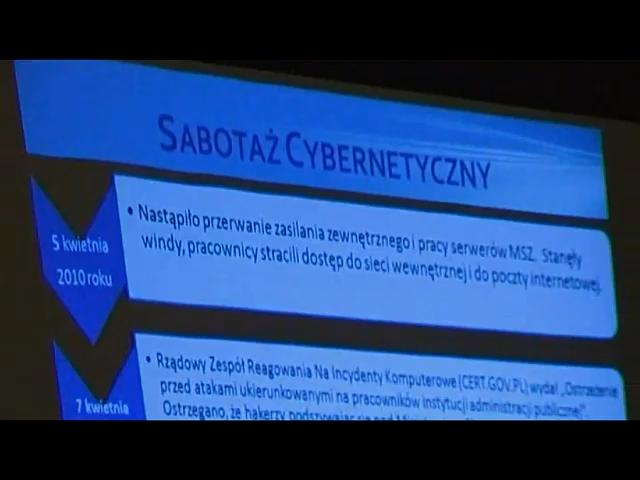 SABOTAŻ CYBERNETYCZNY
5 kwietnia
2010 roku
• Nastąpiło przerwanie zasilania zewnętrznego i pracy serwerów MSZ. Stanęły
windy, pracownicy stracili dostęp do sieci wewnętrznej i do poczty internetowej.
7 kwietnia
• Rządowy Zespół Reagowania Na Incydenty Komputerowe (CERT.GOV.PL) wydał „Ostrzeżenie
przed atakami ukierunkowanymi na pracowników instytucji administracji publicznej”.
Ostrzegano, że hakerzy podszywając się pod